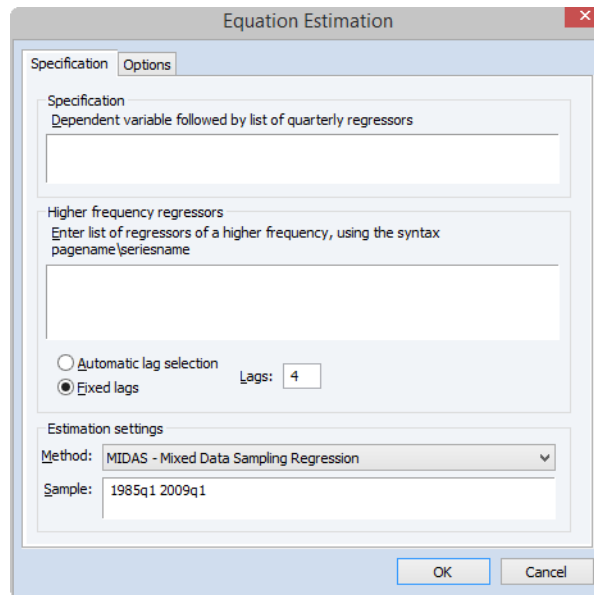 Equation Estimation
Specification
Options
Specification
Dependent variable followed by list of quarterly regressors
Higher frequency regressors
Enter list of regressors of a higher frequency, using the syntax
pagename\seriesname
Automatic lag selection
Fixed lags
Lags: 4
Estimation settings
Method: MIDAS - Mixed Data Sampling Regression
Sample: 1985q1 2009q1
OK
Cancel